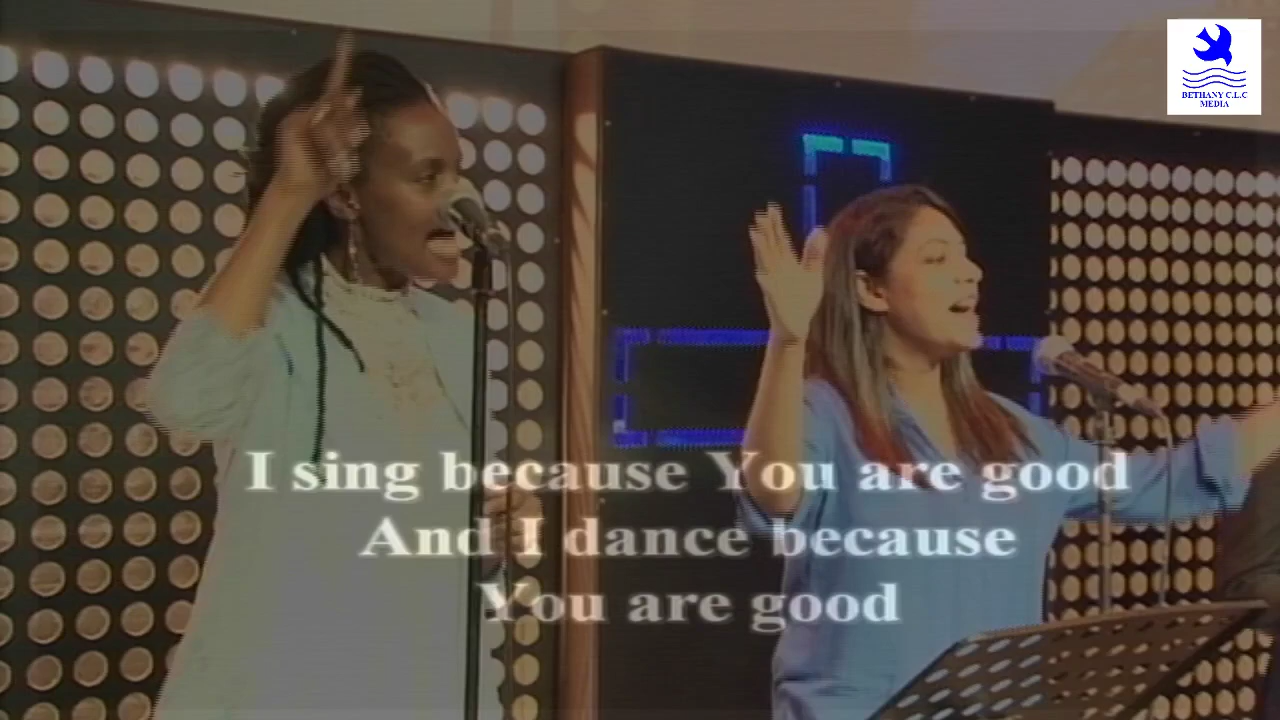 BETHANY C.L.C
MEDIA
I sing because You are good
And I dance because
You are good